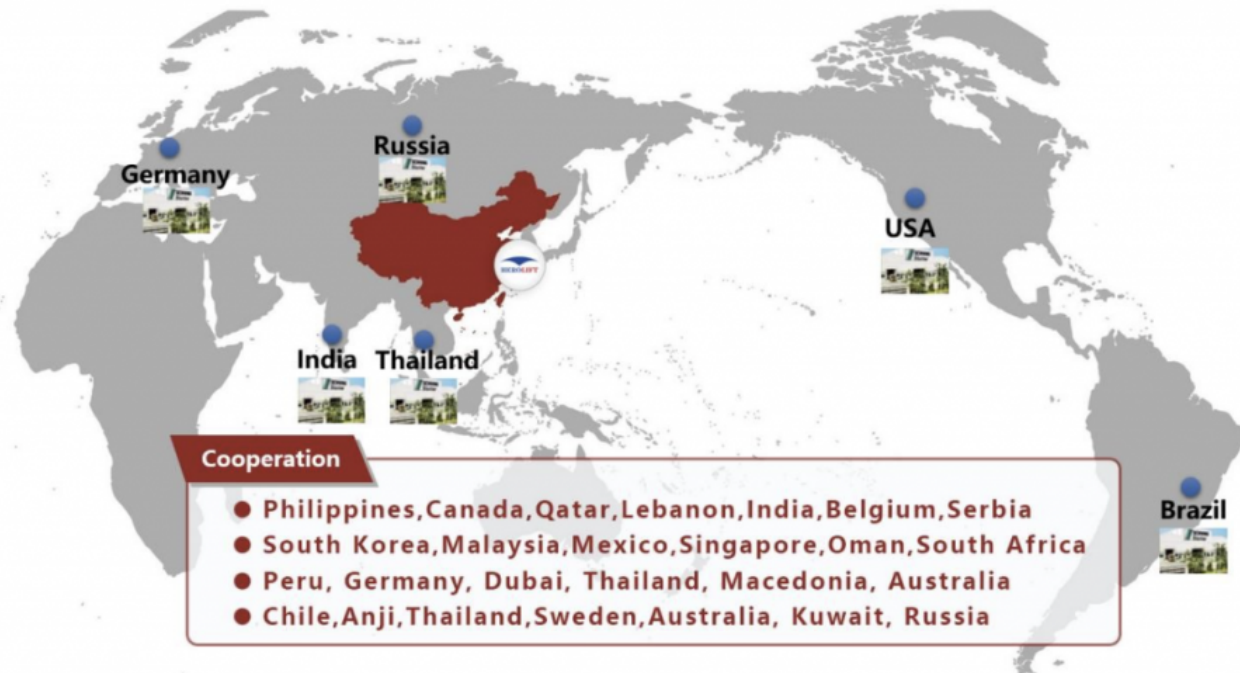 Russia
Germany
USA
HEROLIFT
India
Thailand
Cooperation
Philippines,Canada,Qatar,Lebanon,India,Belgium,Serbia
Brazil
South Korea,Malaysia,Mexico,Singapore,Oman,South Africa
Peru, Germany, Dubai, Thailand, Macedonia, Australia
Chile,Anji,Thailand,Sweden,Australia, Kuwait, Russia